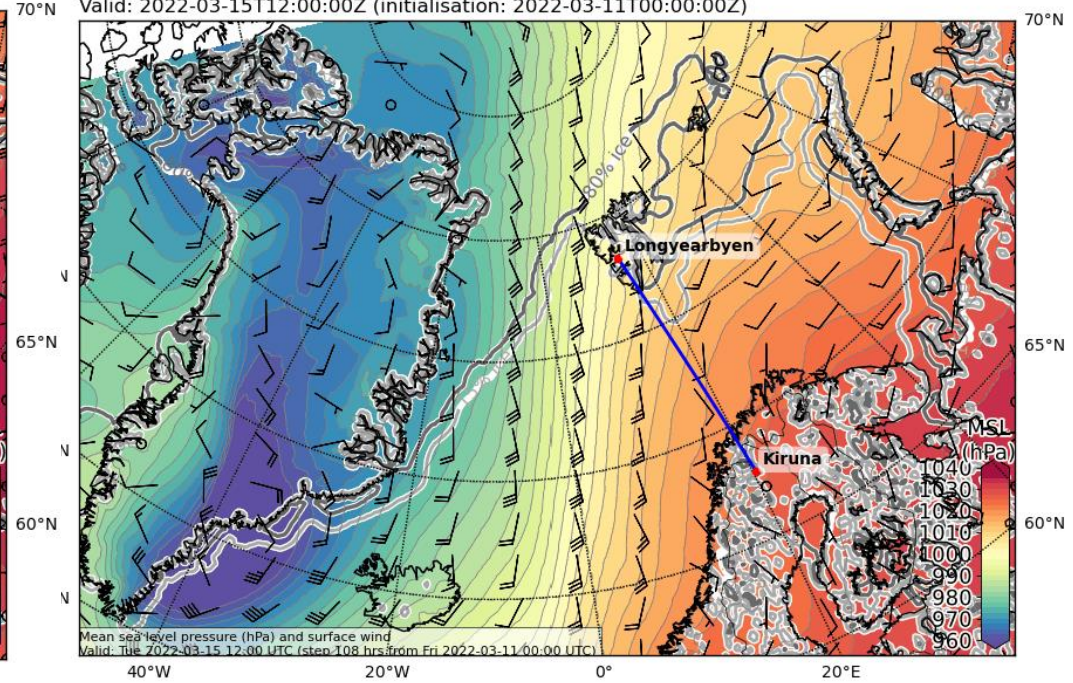 Valid: 2022-03-15T12:00:00Z (initialisation: 2022-03-11T00:00:00Z)
70°N
70°N
80% ice
Longyearbyen
N
65°N
65°N
MSL
(hPa)
N
Kiruna
1040
1030
1020
1010
1000
990
980
970
960
60°N
60°N
N
Mean sea level pressure (hPa) and surface wind
Valid: Tue 2022-03-15 12:00 UTC (step 108 hrs from Fri 2022-03-11 00:00 UTC)
40°W
20°W
0°
20°E